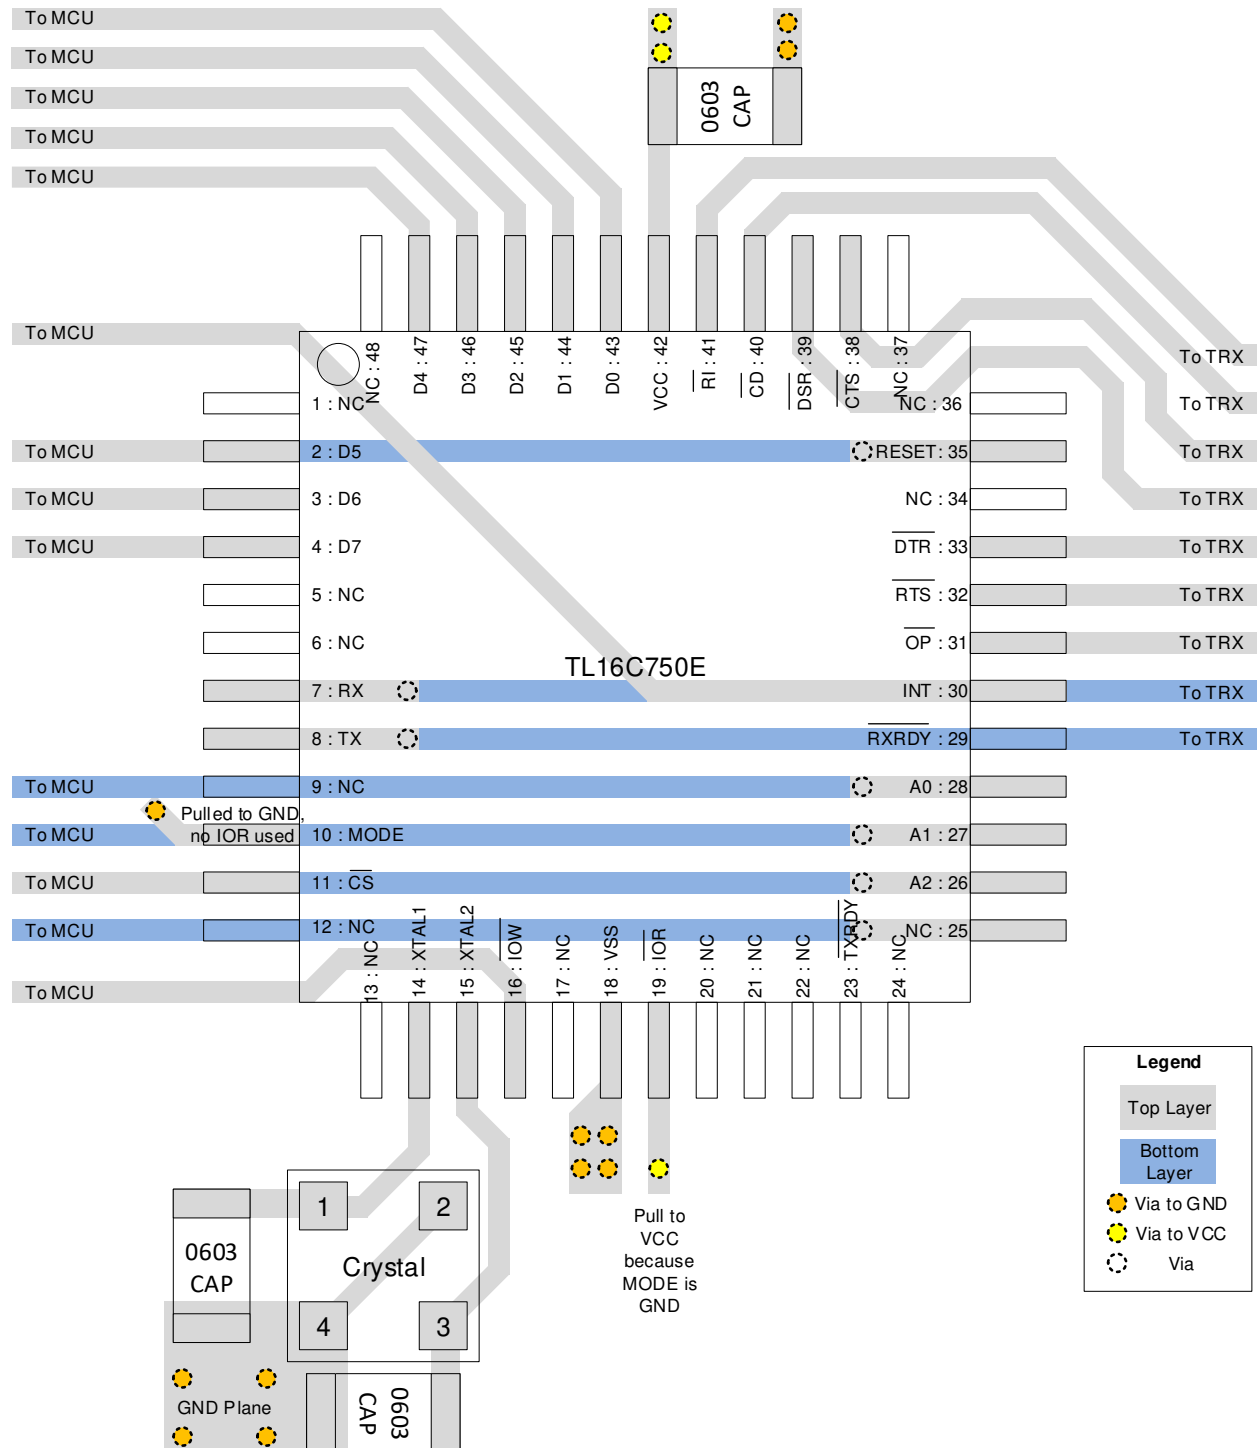 To MCU
To MCU
To MCU
To MCU
To MCU
0603
CAP
To MCU
NC : 48
D4 : 47
D3 : 46
D2 : 45
D1 : 44
D0 : 43
VCC : 42
RI : 41
CD : 40
DSR : 39
CTS : 38
NC : 37
To TRX
1 : NC
NC : 36
To TRX
To MCU
2 : D5
RESET: 35
To TRX
To MCU
3 : D6
NC : 34
To TRX
To MCU
4 : D7
DTR : 33
To TRX
5 : NC
RTS : 32
To TRX
6 : NC
OP : 31
To TRX
TL16C750E
7 : RX
INT : 30
To TRX
8 : TX
RXRDY : 29
To TRX
To MCU
9 : NC
A0 : 28
Pulled to GND,
no IOR used
To MCU
10 : MODE
A1 : 27
To MCU
11 : CS
A2 : 26
To MCU
12 : NC
NC : 25
To MCU
13 : NC
14 : XTAL1
15 : XTAL2
16 : IOW
17 : NC
18 : VSS
19 : IOR
20 : NC
21 : NC
22 : NC
23 : TXRDY
24 : NC
Legend
Top Layer
Bottom
Layer
Via to GND
Via to VCC
Via
Pull to
VCC
because
MODE is
GND
1
2
0603
CAP
Crystal
4
3
GND Plane
0603
CAP